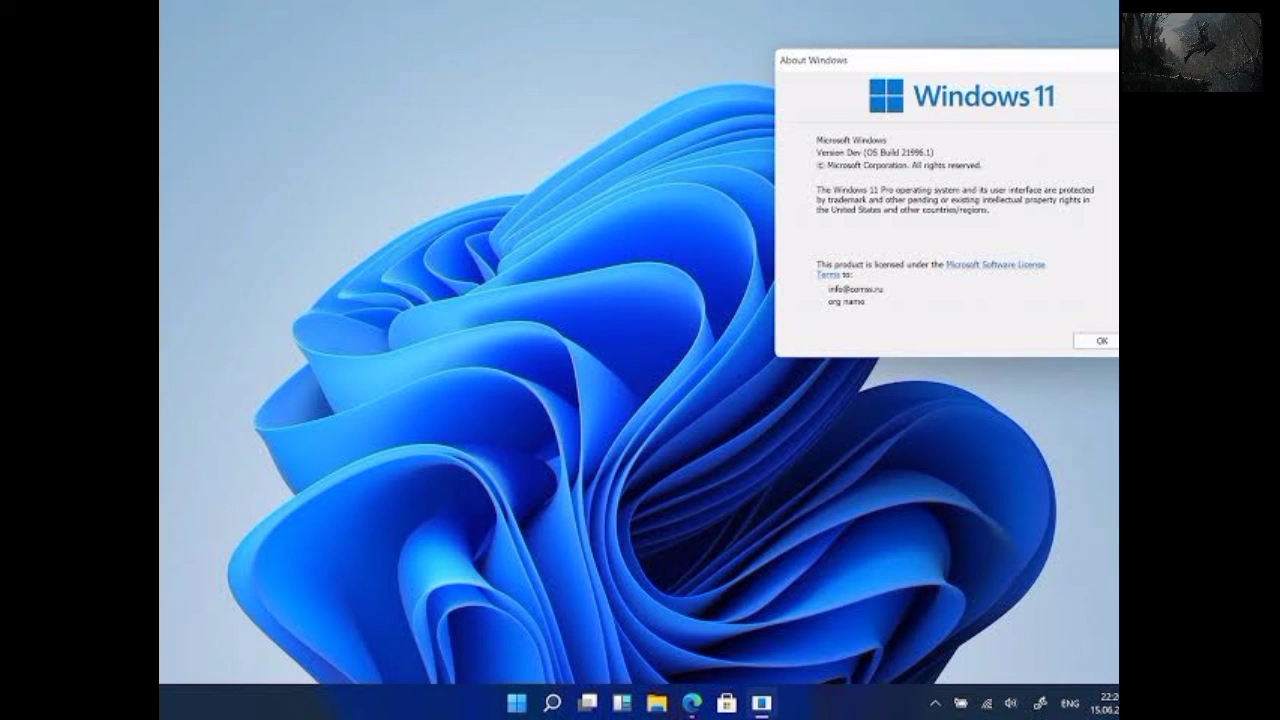 About Windows
Windows 11
Microsoft Windows
Version Dev (OS Build 21996.1)
© Microsoft Corporation. All rights reserved.
The Windows 11 Pro operating system and its user interface are protected
by trademark and other pending or existing intellectual property rights in
the United States and other countries/regions.
This product is licensed under the Microsoft Software License
Terms to:
info@comss.ru
org name
OK
ENG